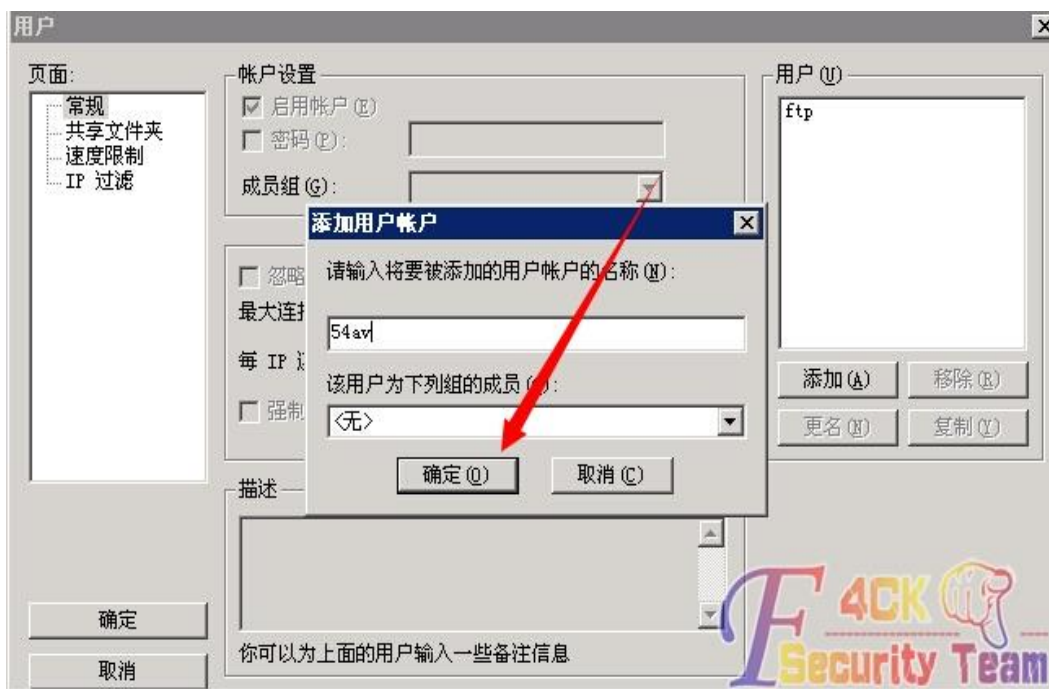 用户
页面:
常规
共享文件夹
速度限制
IP 过滤
帐户设置
启用帐户(E)
密码(P):
成员组(G):
用户(U)
ftp
添加用户帐户
请输入将要被添加的用户帐户的名称(N):
54av
该用户为下列组的成员
<无>
确定(O)
取消(C)
忽略
最大连接
每 IP 连
强制
添加(A)
移除(R)
更名(N)
复制(Y)
描述
你可以为上面的用户输入一些备注信息
确定
取消
F4CK
Security Team